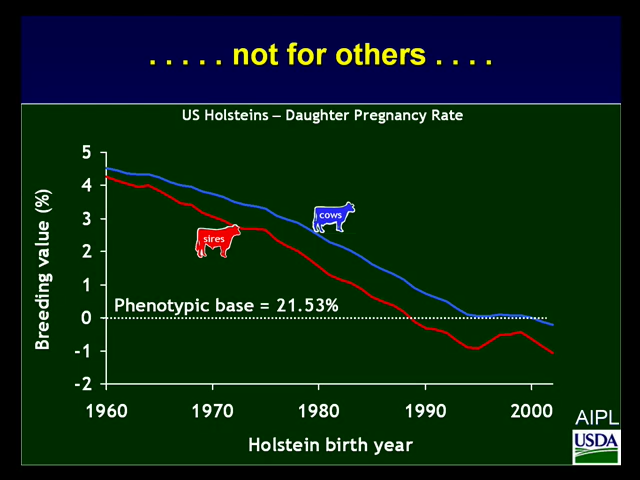 . . . . . not for others . . . .
US Holsteins – Daughter Pregnancy Rate
5
4
3
2
1
0
-1
-2
Breeding value (%)
cows
sires
Phenotypic base = 21.53%
1960 1970 1980 1990 2000
Holstein birth year
AIPL
USDA